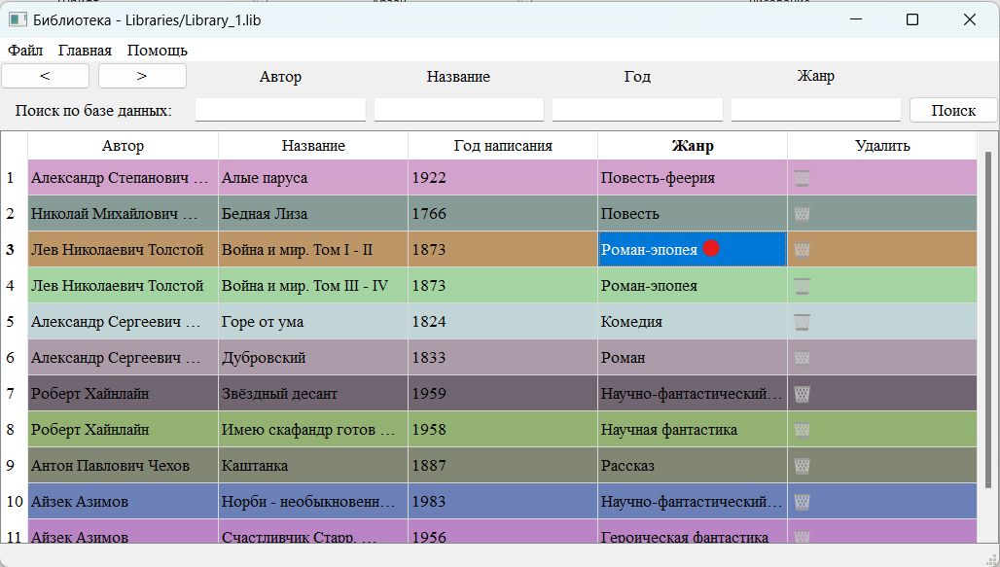 Библиотека - Libraries/Library_1.lib
Файл Главная Помощь
< > Автор Название Год Жанр
Поиск по базе данных: Поиск
Автор Название Год написания Жанр Удалить
1 Александр Степанович ... Алые паруса 1922 Повесть-феерия
2 Николай Михайлович ... Бедная Лиза 1766 Повесть
3 Лев Николаевич Толстой Война и мир. Том I - II 1873 Роман-эпопея
4 Лев Николаевич Толстой Война и мир. Том III - IV 1873 Роман-эпопея
5 Александр Сергеевич ... Горе от ума 1824 Комедия
6 Александр Сергеевич ... Дубровский 1833 Роман
7 Роберт Хайнлайн Звёздный десант 1959 Научно-фантастический...
8 Роберт Хайнлайн Имею скафандр готов ... 1958 Научная фантастика
9 Антон Павлович Чехов Каштанка 1887 Рассказ
10 Айзек Азимов Норби - необыкновенн... 1983 Научно-фантастический...
11 Айзек Азимов Счастливчик Старр. ... 1956 Героическая фантастика